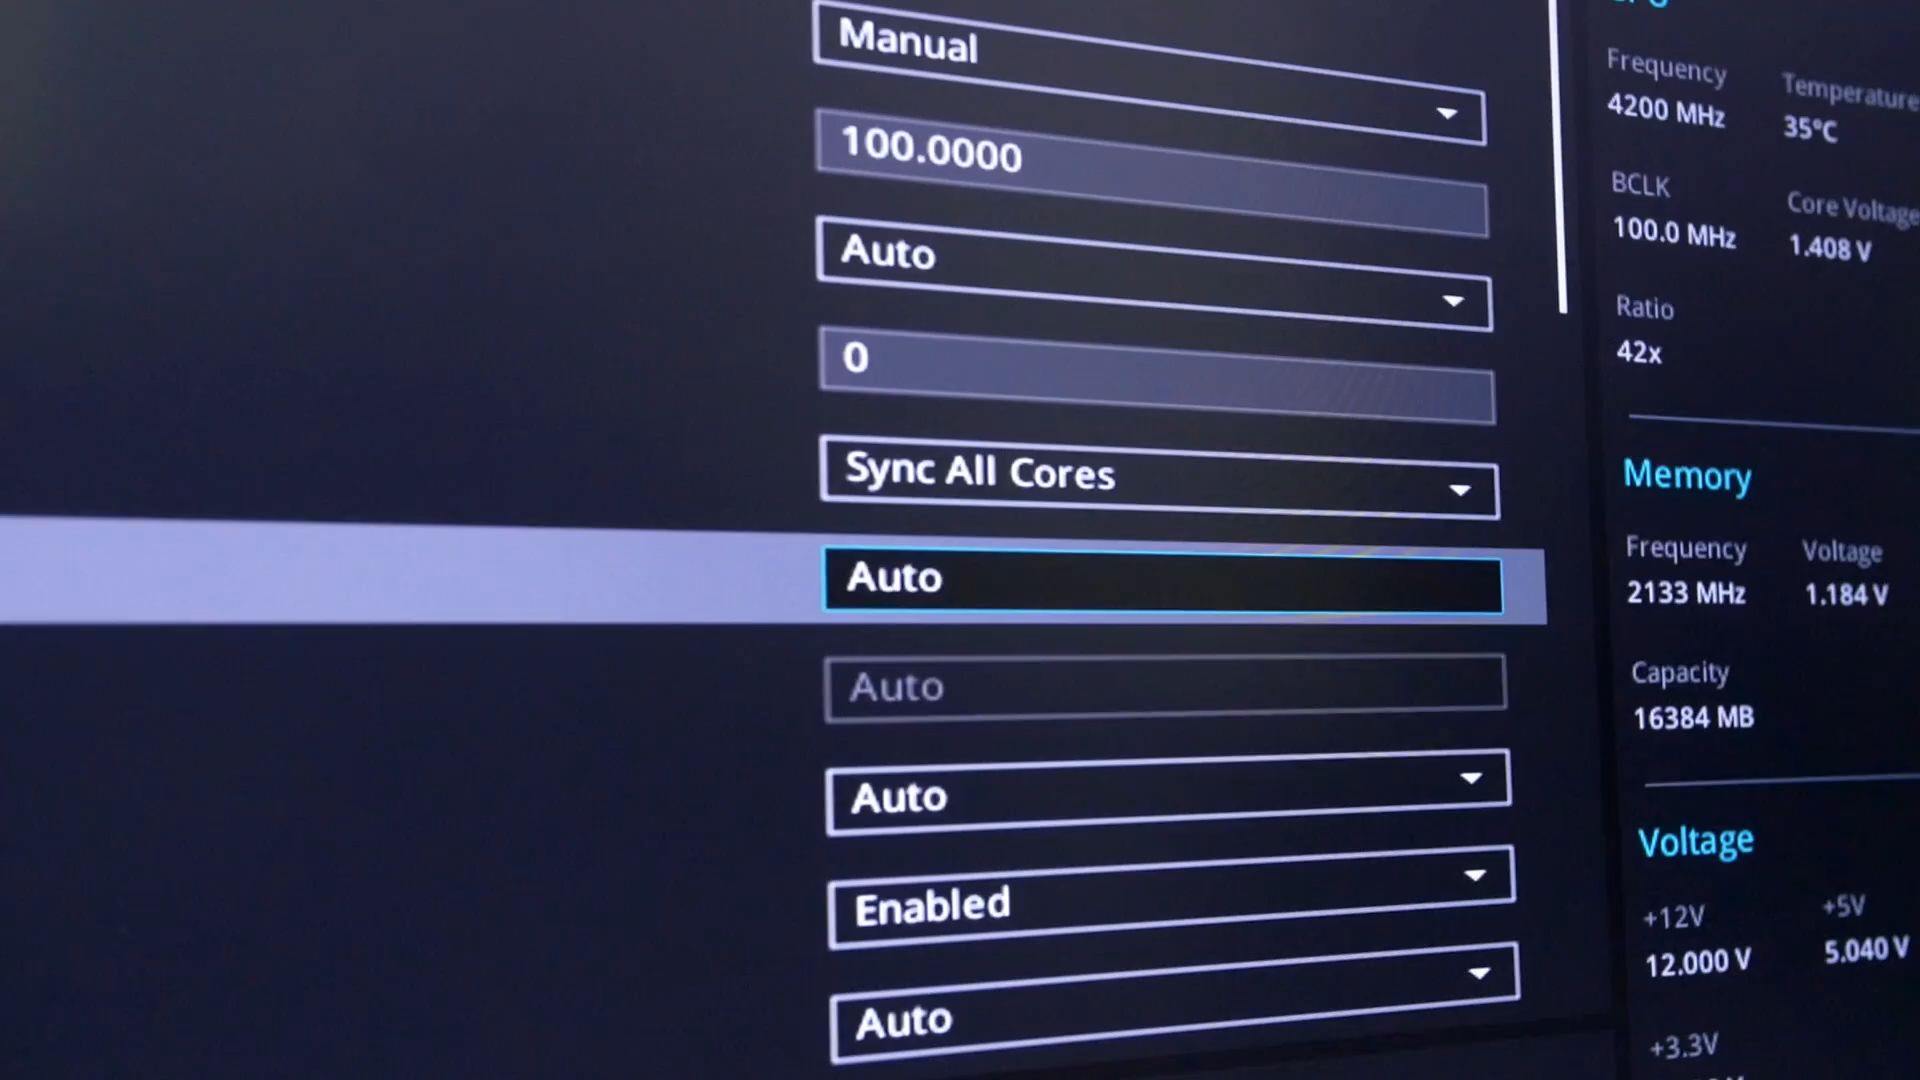 Manual
100.0000
Auto
0
Sync All Cores
Auto
Auto
Auto
Enabled
Auto
Frequency Temperature
4200 MHz 35°C
BCLK Core Voltage
100.0 MHz 1.408 V
Ratio
42x
Memory
Frequency Voltage
2133 MHz 1.184 V
Capacity
16384 MB
Voltage
+12V +5V
12.000 V 5.040 V
+3.3V